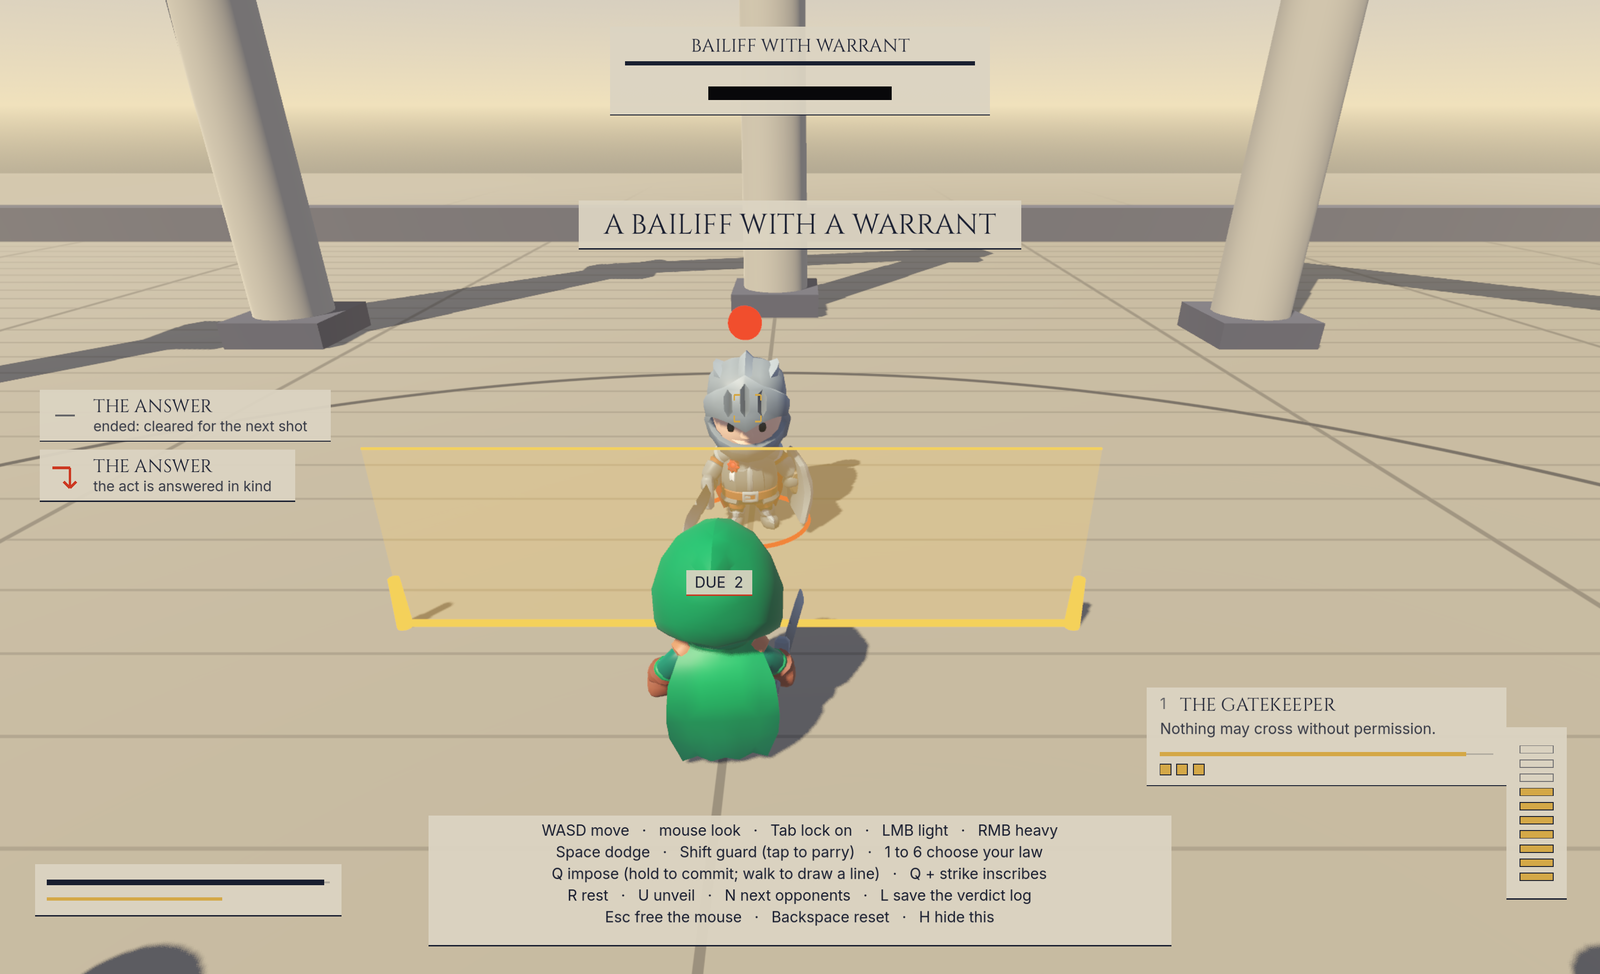 BAILIFF WITH WARRANT
A BAILIFF WITH A WARRANT
THE ANSWER
ended: cleared for the next shot
THE ANSWER
the act is answered in kind
DUE 2
1 THE GATEKEEPER
Nothing may cross without permission.
WASD move · mouse look · Tab lock on · LMB light · RMB heavy
Space dodge · Shift guard (tap to parry) · 1 to 6 choose your law
Q impose (hold to commit; walk to draw a line) · Q + strike inscribes
R rest · U unveil · N next opponents · L save the verdict log
Esc free the mouse · Backspace reset · H hide this